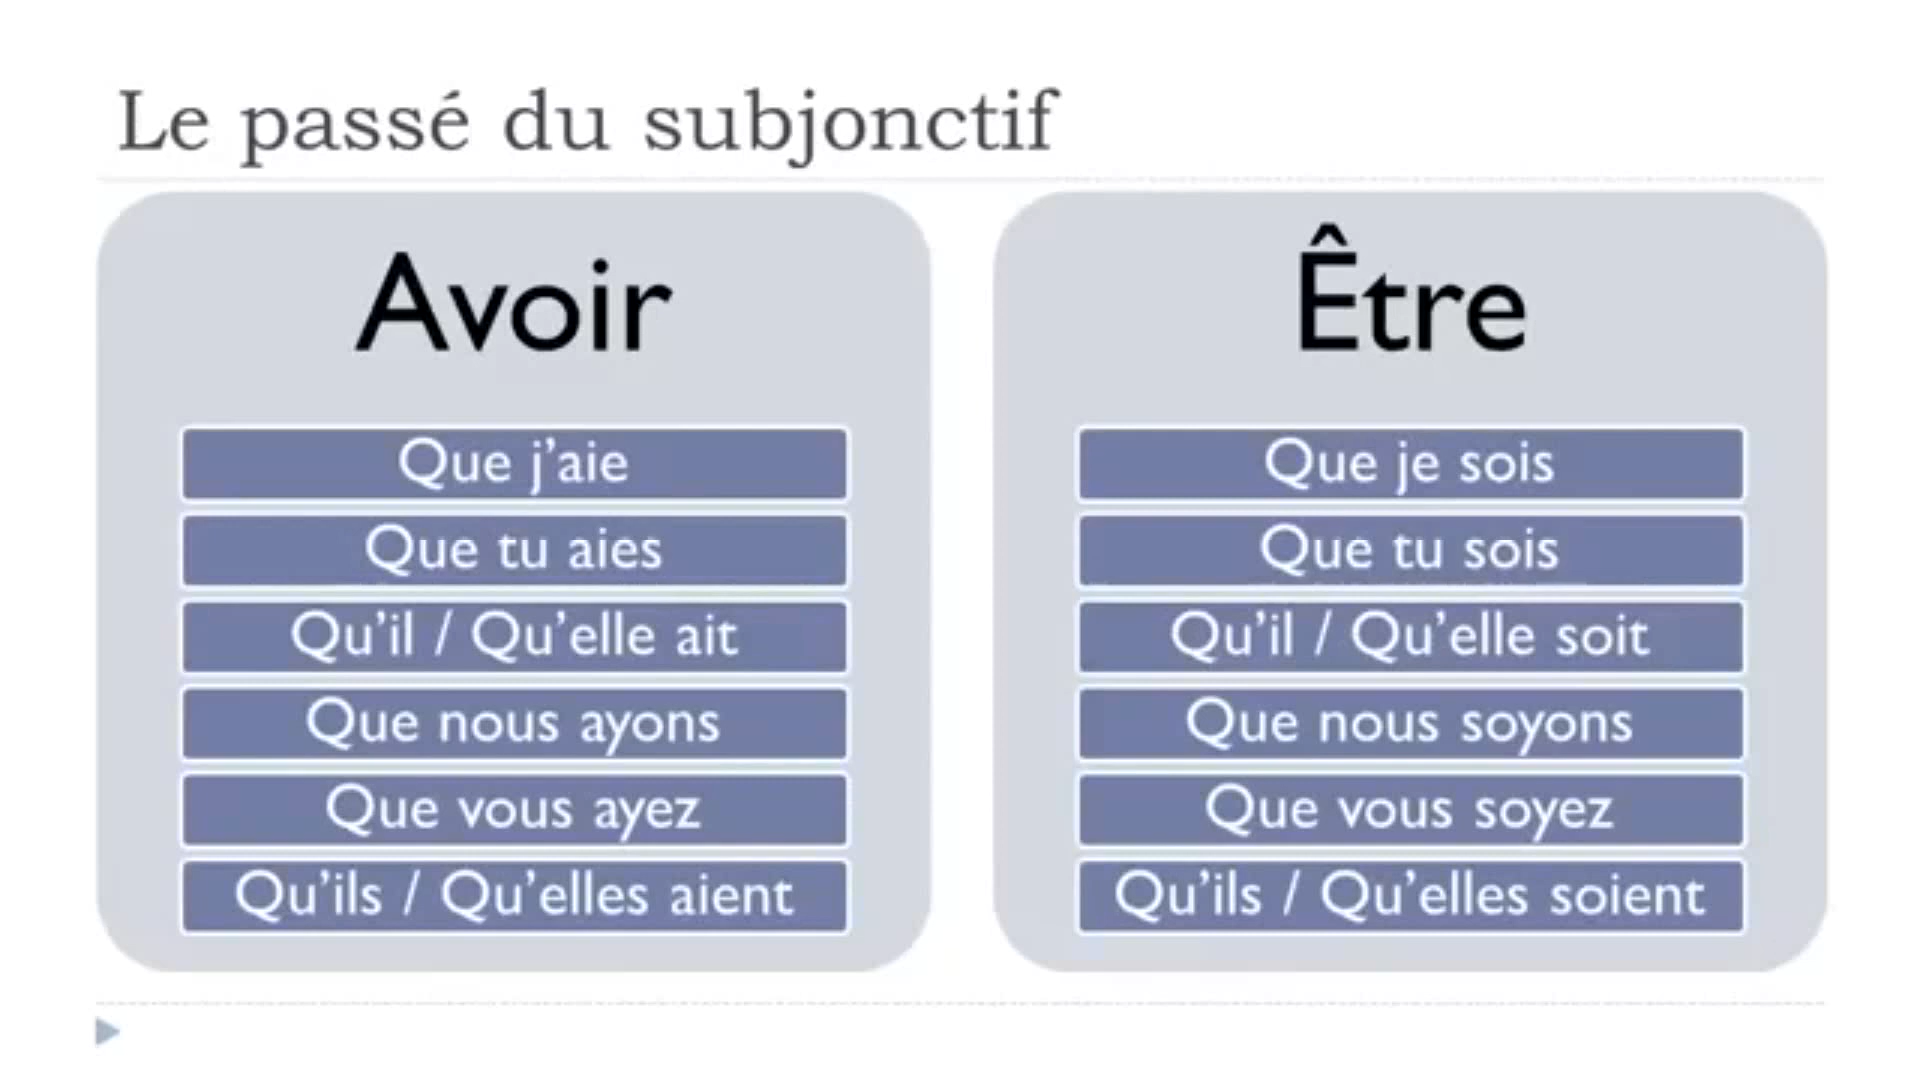 Le passé du subjonctif
Avoir
Que j’aie
Que tu aies
Qu’il / Qu’elle ait
Que nous ayons
Que vous ayez
Qu’ils / Qu’elles aient
Être
Que je sois
Que tu sois
Qu’il / Qu’elle soit
Que nous soyons
Que vous soyez
Qu’ils / Qu’elles soient